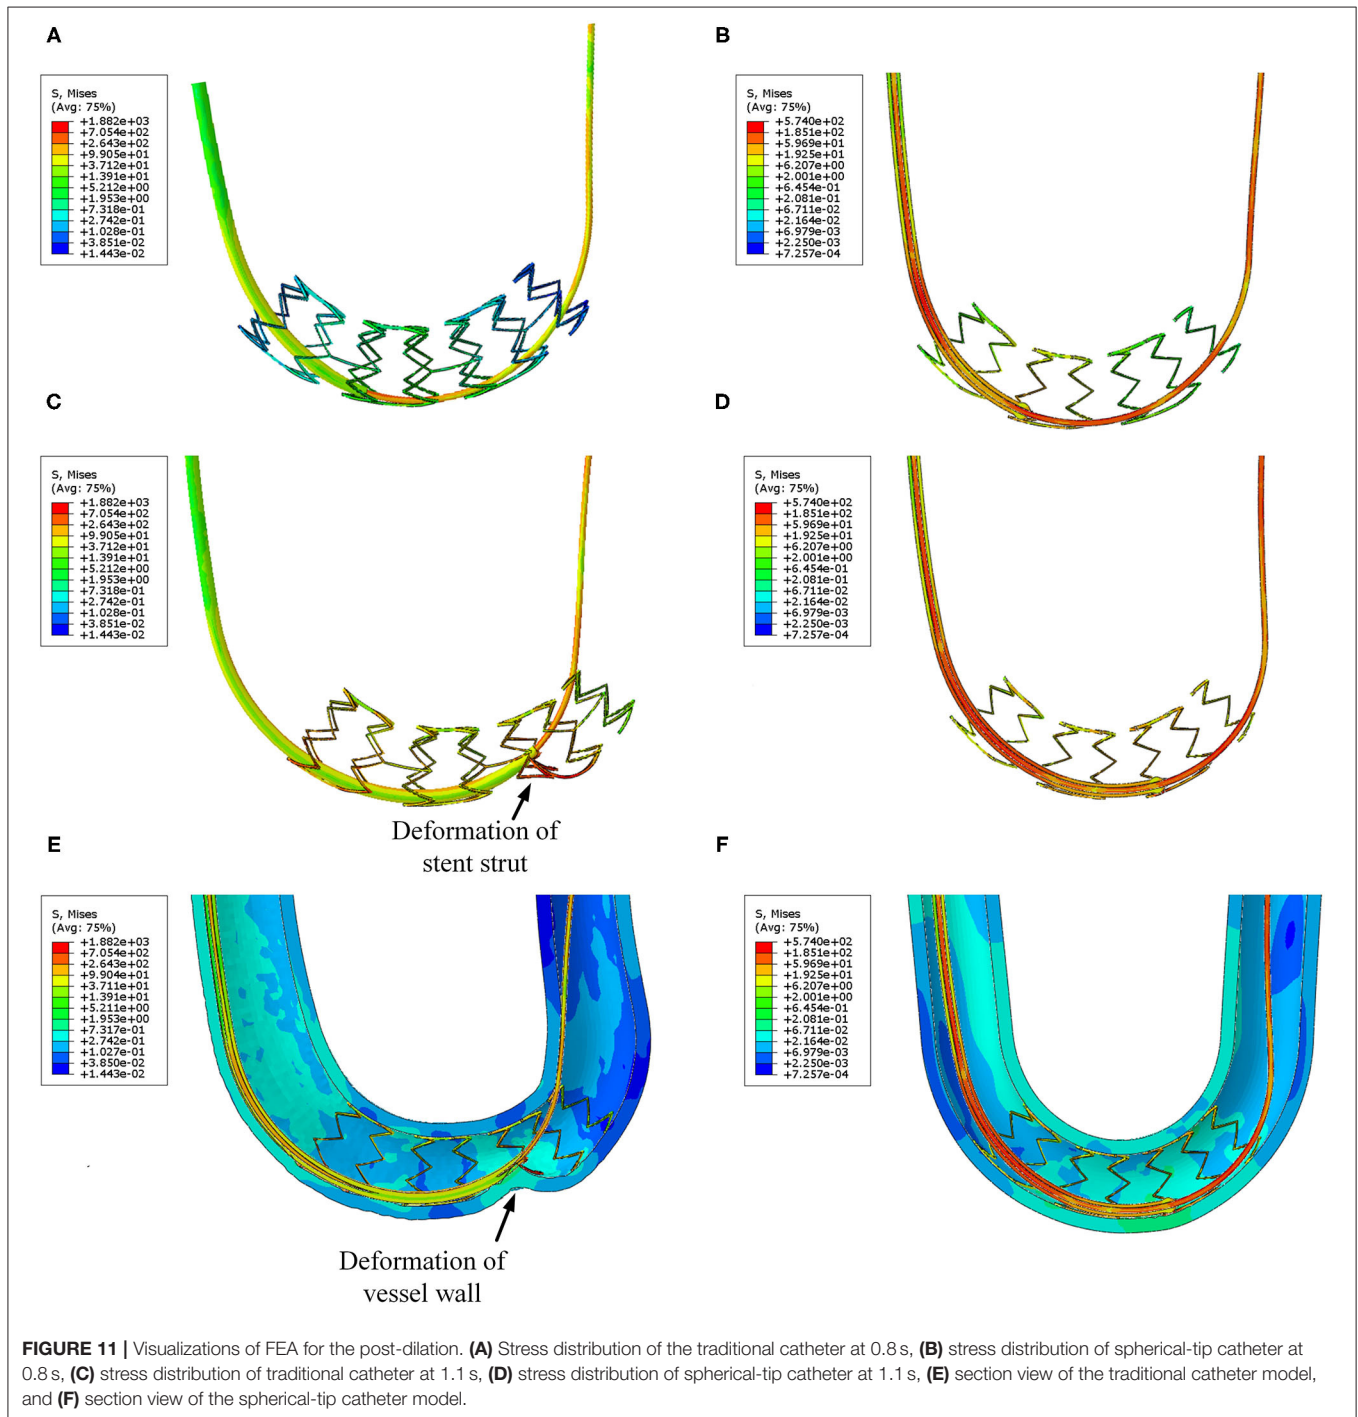 A
S, Mises
(Avg: 75%)
+1.882e+03
+7.054e+02
+2.643e+02
+9.905e+01
+3.712e+01
+1.391e+01
+5.212e+00
+1.953e+00
+7.318e-01
+2.742e-01
+1.028e-01
+3.851e-02
+1.443e-02
B
S, Mises
(Avg: 75%)
+5.740e+02
+1.851e+02
+5.969e+01
+1.925e+01
+6.207e+00
+2.001e+00
+6.454e-01
+2.081e-01
+6.711e-02
+2.164e-02
+6.979e-03
+2.250e-03
+7.257e-04
C
S, Mises
(Avg: 75%)
+1.882e+03
+7.054e+02
+2.643e+02
+9.905e+01
+3.712e+01
+1.391e+01
+5.212e+00
+1.953e+00
+7.318e-01
+2.742e-01
+1.028e-01
+3.851e-02
+1.443e-02
Deformation of
stent strut
D
S, Mises
(Avg: 75%)
+5.740e+02
+1.851e+02
+5.969e+01
+1.925e+01
+6.207e+00
+2.001e+00
+6.454e-01
+2.081e-01
+6.711e-02
+2.164e-02
+6.979e-03
+2.250e-03
+7.257e-04
E
S, Mises
(Avg: 75%)
+1.882e+03
+7.054e+02
+2.643e+02
+9.904e+01
+3.711e+01
+1.391e+01
+5.211e+00
+1.953e+00
+7.317e-01
+2.742e-01
+1.027e-01
+3.850e-02
+1.443e-02
Deformation of
vessel wall
F
S, Mises
(Avg: 75%)
+5.740e+02
+1.851e+02
+5.969e+01
+1.925e+01
+6.207e+00
+2.001e+00
+6.454e-01
+2.081e-01
+6.711e-02
+2.164e-02
+6.979e-03
+2.250e-03
+7.257e-04
FIGURE 11 | Visualizations of FEA for the post-dilation. (A) Stress distribution of the traditional catheter at 0.8 s, (B) stress distribution of spherical-tip catheter at
0.8 s, (C) stress distribution of traditional catheter at 1.1 s, (D) stress distribution of spherical-tip catheter at 1.1 s, (E) section view of the traditional catheter model,
and (F) section view of the spherical-tip catheter model.